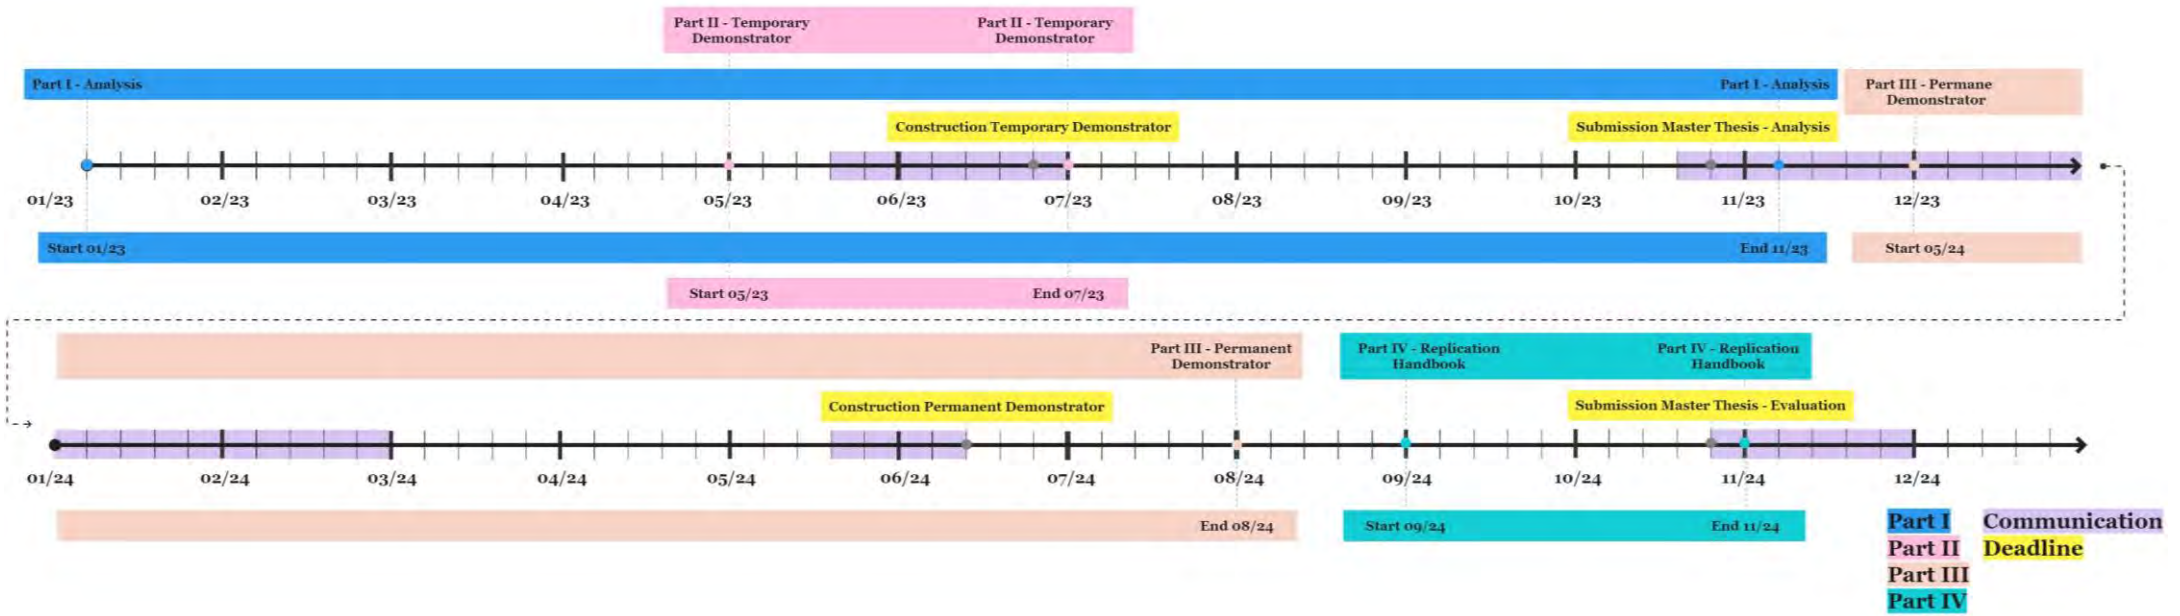 Part II - Temporary
Demonstrator
Part II - Temporary
Demonstrator
Part I - Analysis
Part I - Analysis
Part III - Permane
Demonstrator
Construction Temporary Demonstrator
Submission Master Thesis - Analysis
01/23
02/23
03/23
04/23
05/23
06/23
07/23
08/23
09/23
10/23
11/23
12/23
Start 01/23
End 11/23
Start 05/24
Start 05/23
End 07/23
Part III - Permanent
Demonstrator
Part IV - Replication
Handbook
Part IV - Replication
Handbook
Construction Permanent Demonstrator
Submission Master Thesis - Evaluation
01/24
02/24
03/24
04/24
05/24
06/24
07/24
08/24
09/24
10/24
11/24
12/24
End 08/24
Start 09/24
End 11/24
Part I
Communication
Part II
Deadline
Part III
Part IV